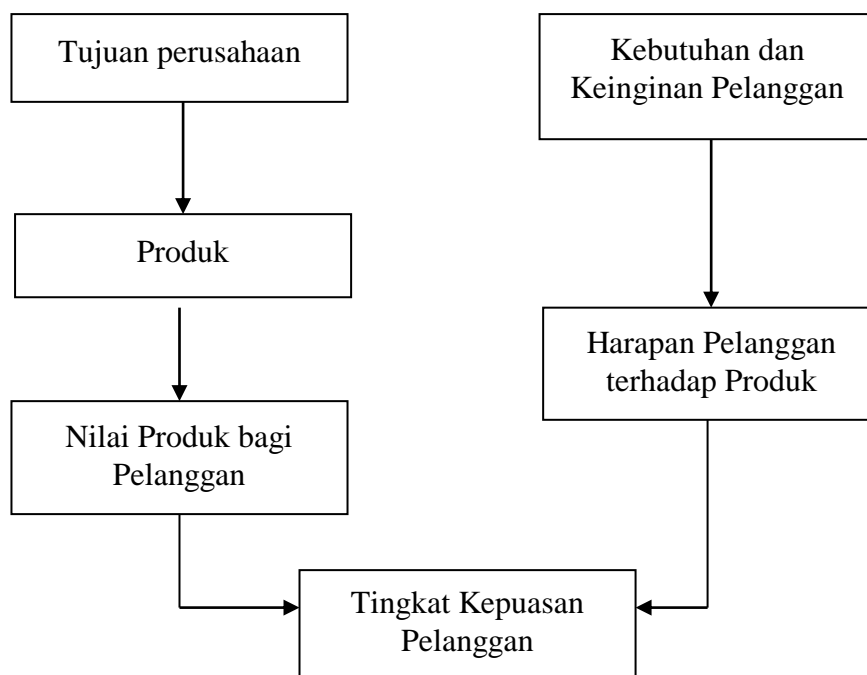 Tujuan perusahaan
Kebutuhan dan
Keinginan Pelanggan
Produk
Harapan Pelanggan
terhadap Produk
Nilai Produk bagi
Pelanggan
Tingkat Kepuasan
Pelanggan